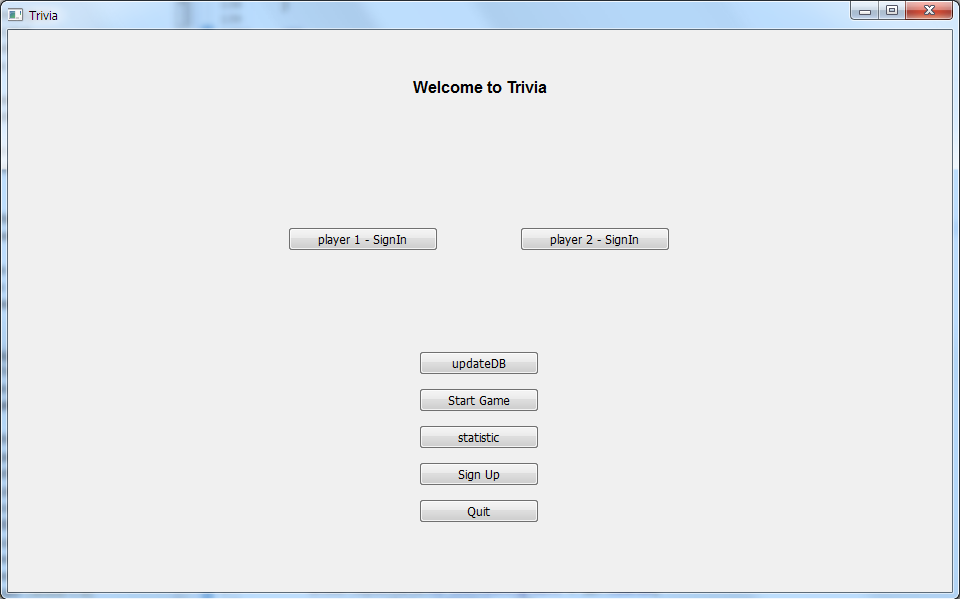 Trivia
Welcome to Trivia
player 1 - SignIn player 2 - SignIn
updateDB
Start Game
statistic
Sign Up
Quit